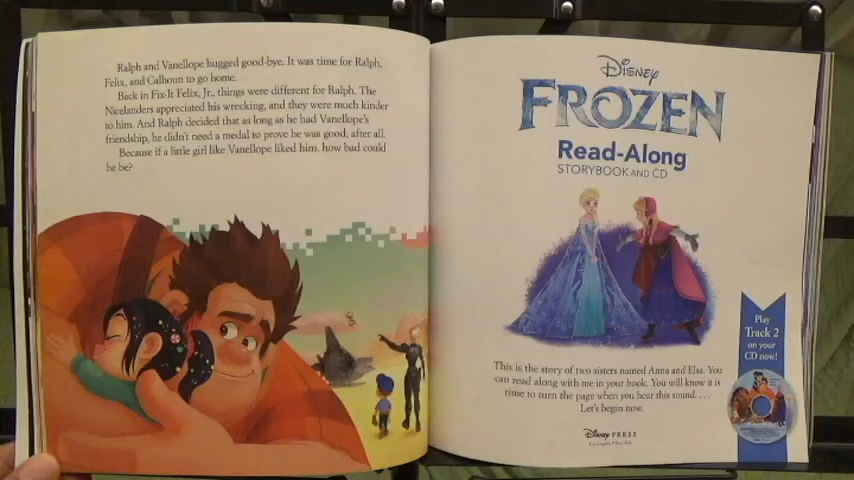 Ralph and Vanellope hugged good-bye. It was time for Ralph,
Felix, and Calhoun to go home.
Back in Fix-It Felix, Jr., things were different for Ralph. The
Nicelanders appreciated his wrecking, and they were much kinder
to him. And Ralph decided that as long as he had Vanellope's
friendship, he didn't need a medal to prove he was good, after all.
Because if a little girl like Vanellope liked him, how bad could
he be?
Disney
FROZEN
Read-Along
STORYBOOK AND CD
This is the story of two sisters named Anna and Elsa. You
can read along with me in your book. You will know it is
time to turn the page when you hear this sound. . . .
Let's begin now.
Play
Track 2
on your
CD now!
Disney PRESS
Los Angeles • New York